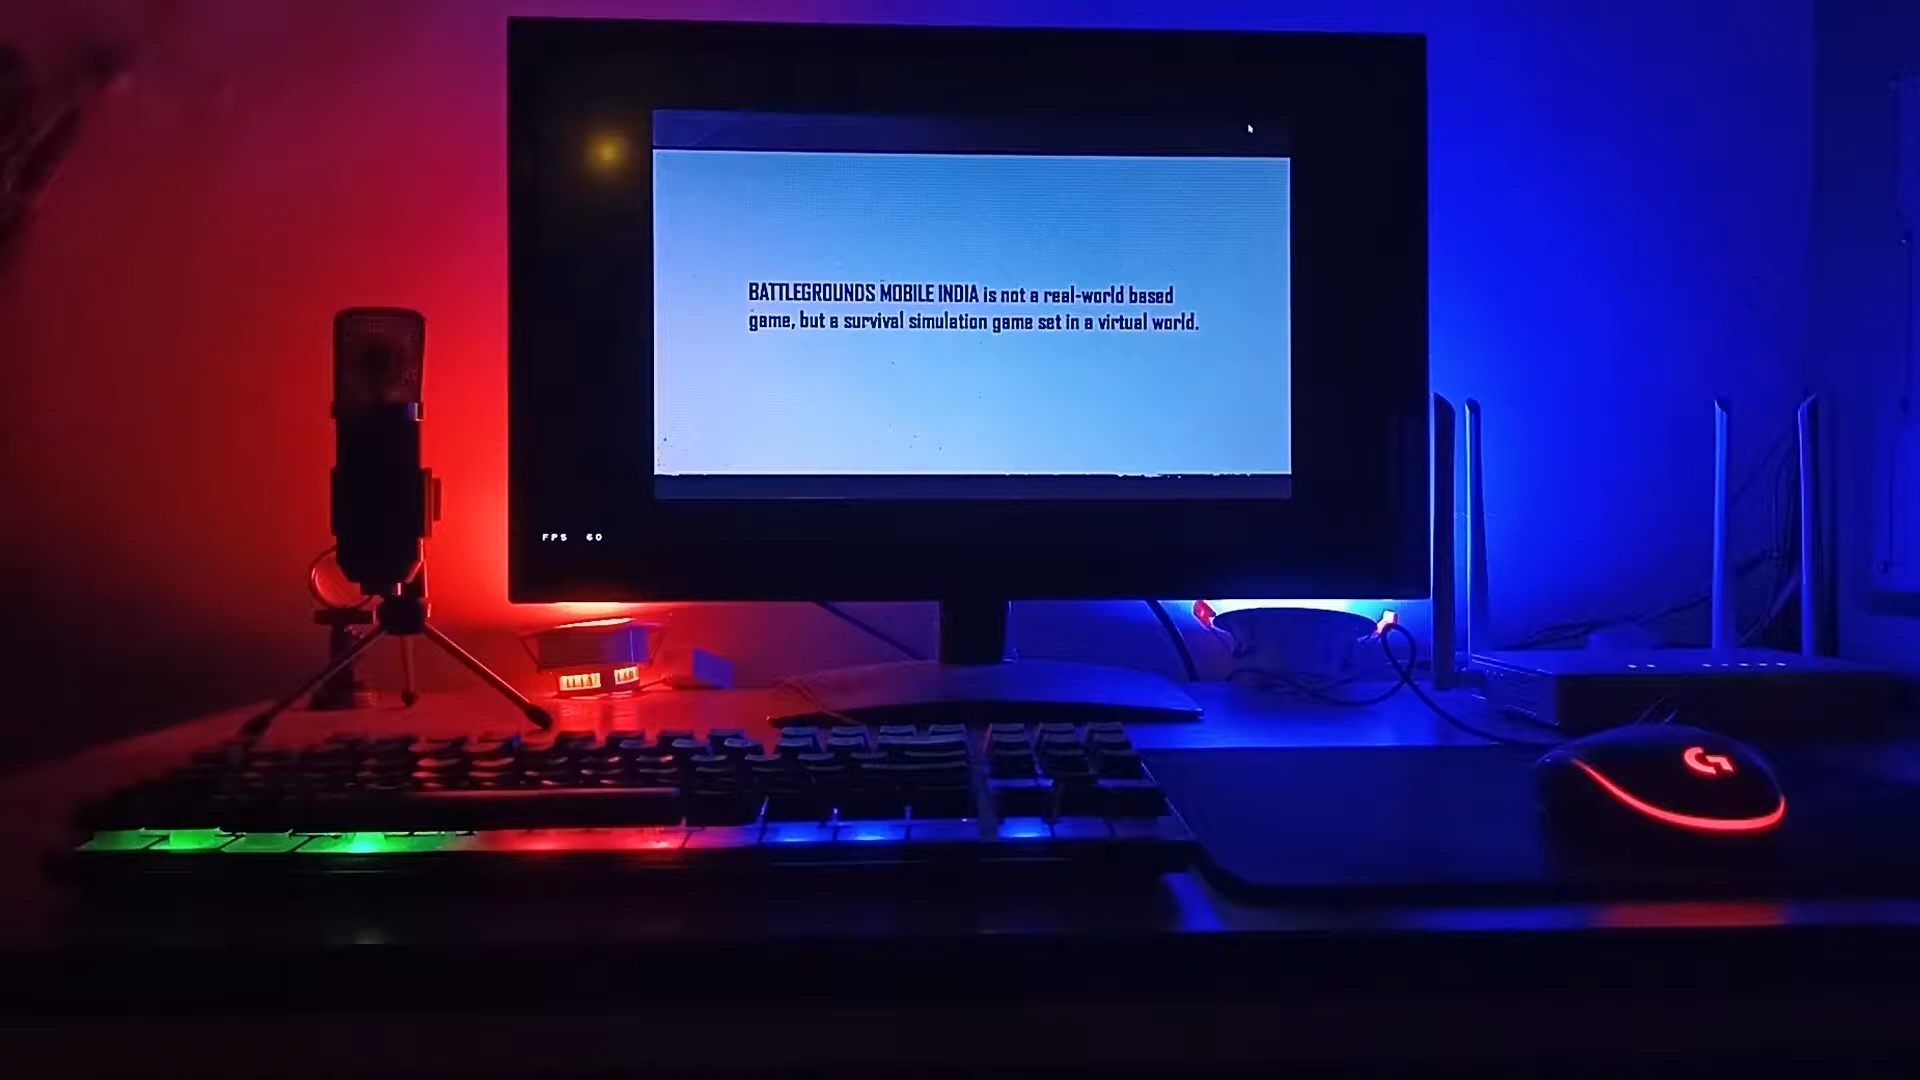 BATTLEGROUNDS MOBILE INDIA is not a real-world based
game, but a survival simulation game set in a virtual world.
FPS 60
G